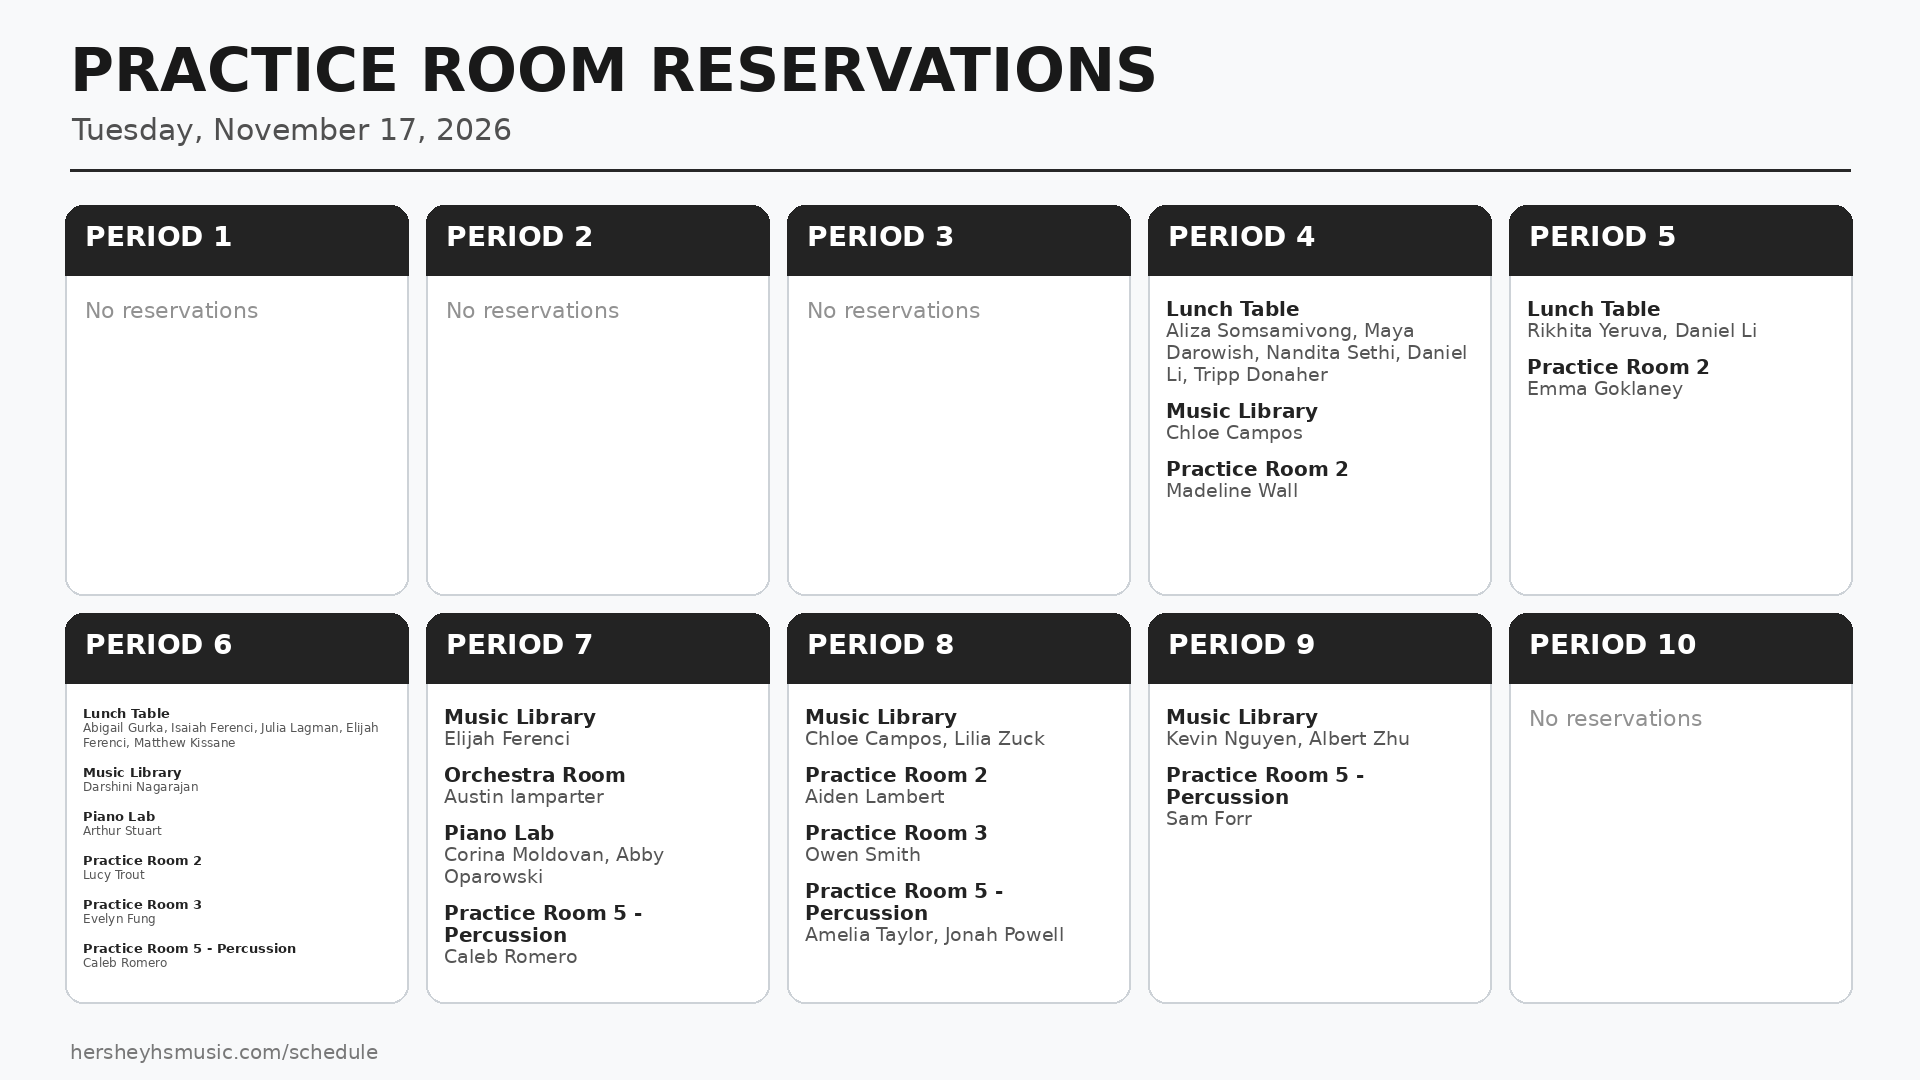 PRACTICE ROOM RESERVATIONS
Tuesday, November 17, 2026
PERIOD 1
No reservations
PERIOD 2
No reservations
PERIOD 3
No reservations
PERIOD 4
Lunch Table
Aliza Somsamivong, Maya
Darowish, Nandita Sethi, Daniel
Li, Tripp Donaher
Music Library
Chloe Campos
Practice Room 2
Madeline Wall
PERIOD 5
Lunch Table
Rikhita Yeruva, Daniel Li
Practice Room 2
Emma Goklaney
PERIOD 6
Lunch Table
Abigail Gurka, Isaiah Ferenci, Julia Lagman, Elijah
Ferenci, Matthew Kissane
Music Library
Darshini Nagarajan
Piano Lab
Arthur Stuart
Practice Room 2
Lucy Trout
Practice Room 3
Evelyn Fung
Practice Room 5 - Percussion
Caleb Romero
PERIOD 7
Music Library
Elijah Ferenci
Orchestra Room
Austin lamparter
Piano Lab
Corina Moldovan, Abby
Oparowski
Practice Room 5 -
Percussion
Caleb Romero
PERIOD 8
Music Library
Chloe Campos, Lilia Zuck
Practice Room 2
Aiden Lambert
Practice Room 3
Owen Smith
Practice Room 5 -
Percussion
Amelia Taylor, Jonah Powell
PERIOD 9
Music Library
Kevin Nguyen, Albert Zhu
Practice Room 5 -
Percussion
Sam Forr
PERIOD 10
No reservations
hersheyhsmusic.com/schedule